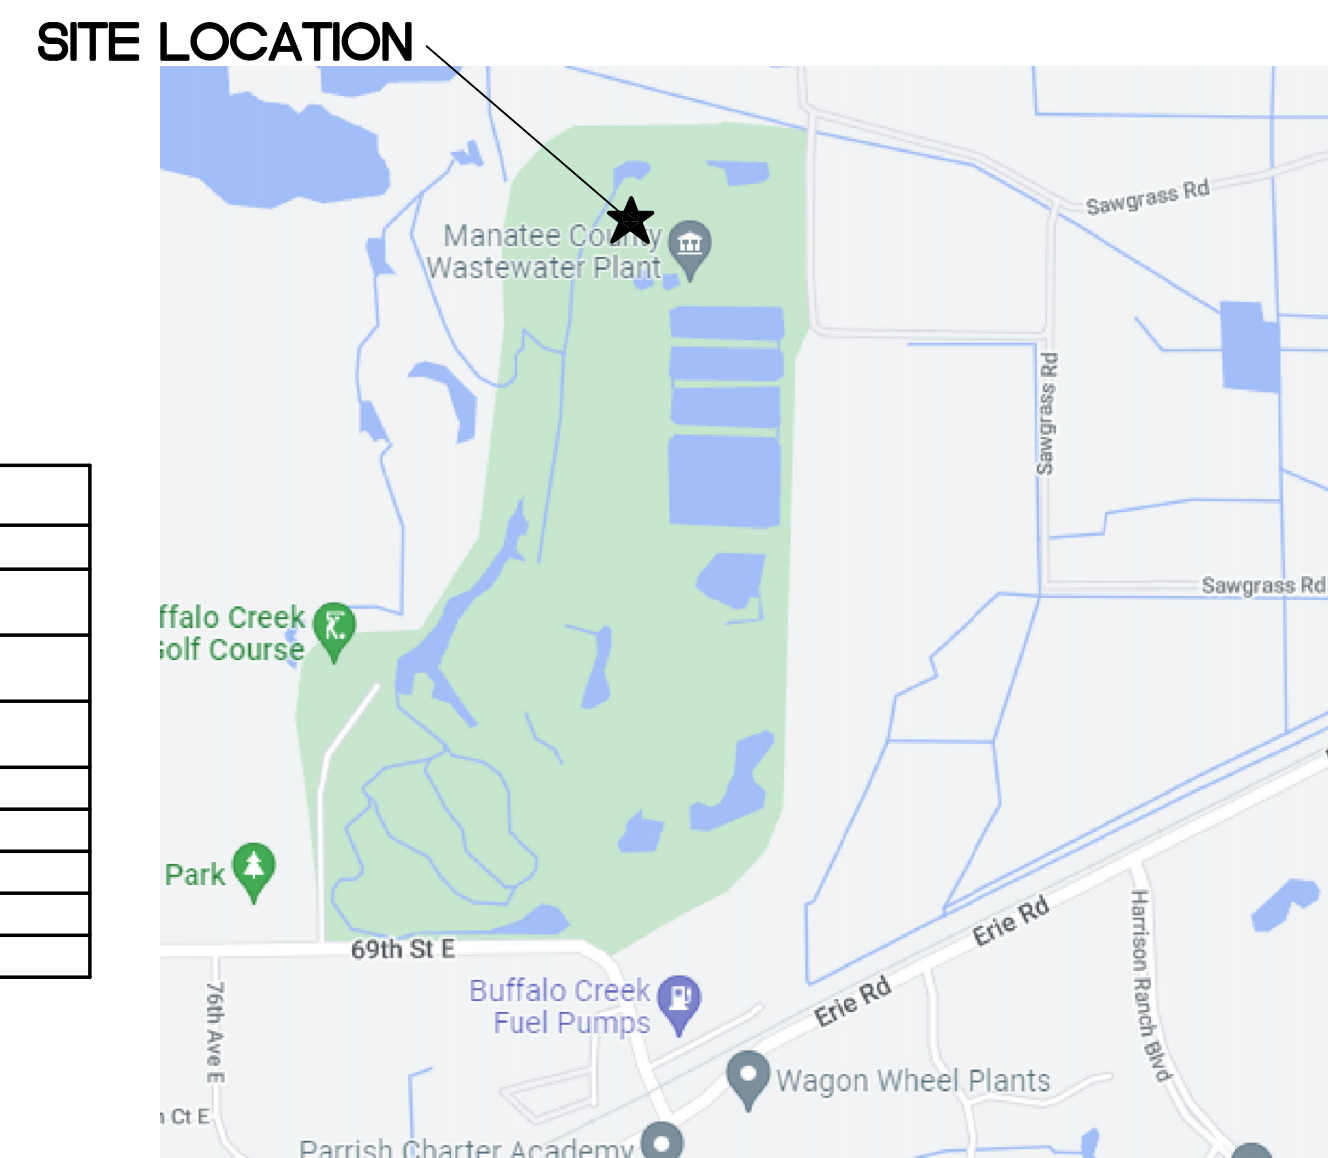 SITE LOCATION
Sawgrass Rd
Manatee County
Wastewater Plant
Sawgrass Rd
Sawgrass Rd
ffalo Creek
Golf Course
Park
Erie Rd
Harrison Ranch Blvd
69th St E
76th Ave E
Buffalo Creek
Fuel Pumps
Erie Rd
Wagon Wheel Plants
Ct E
Parrish Charter Academy